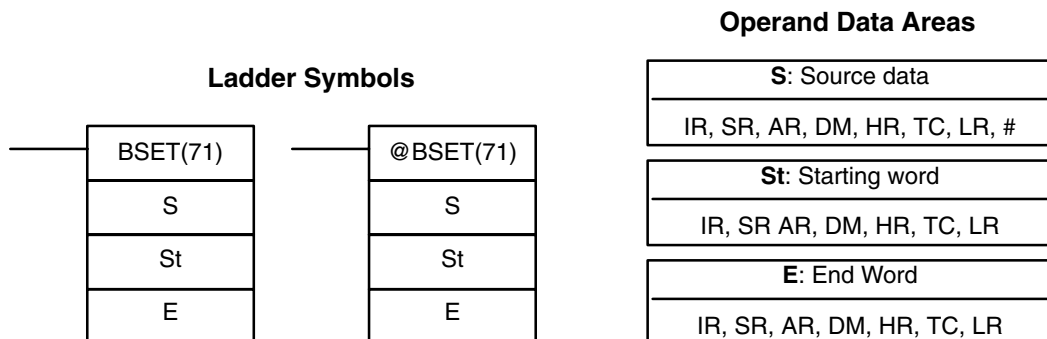 Ladder Symbols
BSET(71)
S
St
E
@BSET(71)
S
St
E
Operand Data Areas
S: Source data
IR, SR, AR, DM, HR, TC, LR, #
St: Starting word
IR, SR AR, DM, HR, TC, LR
E: End Word
IR, SR, AR, DM, HR, TC, LR